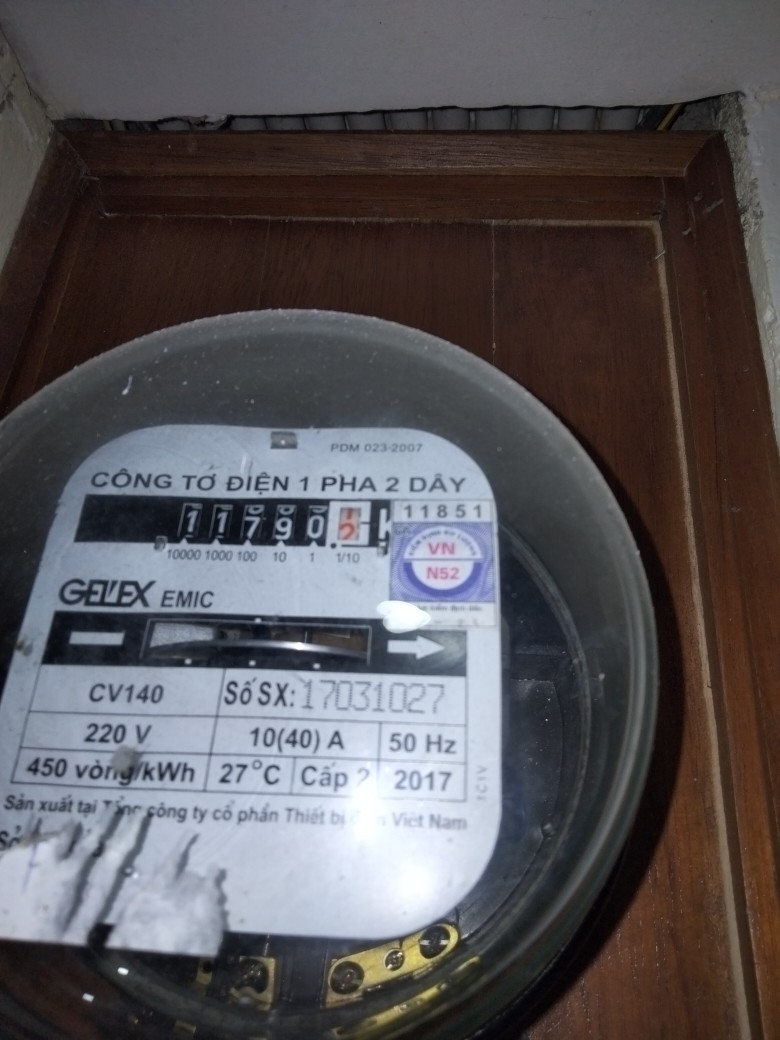 PDM 023-2007
CÔNG TƠ ĐIỆN 1 PHA 2 DÂY
11790 2 K
11851
10000 1000 100 10 1 1/10
VN
N52
GELEX EMIC
CV140 Số SX: 17031027
220 V 10(40) A 50 Hz
450 vòng/kWh 27°C Cấp 2 2017
Sản xuất tại Tổng công ty cổ phần Thiết bị Việt Nam